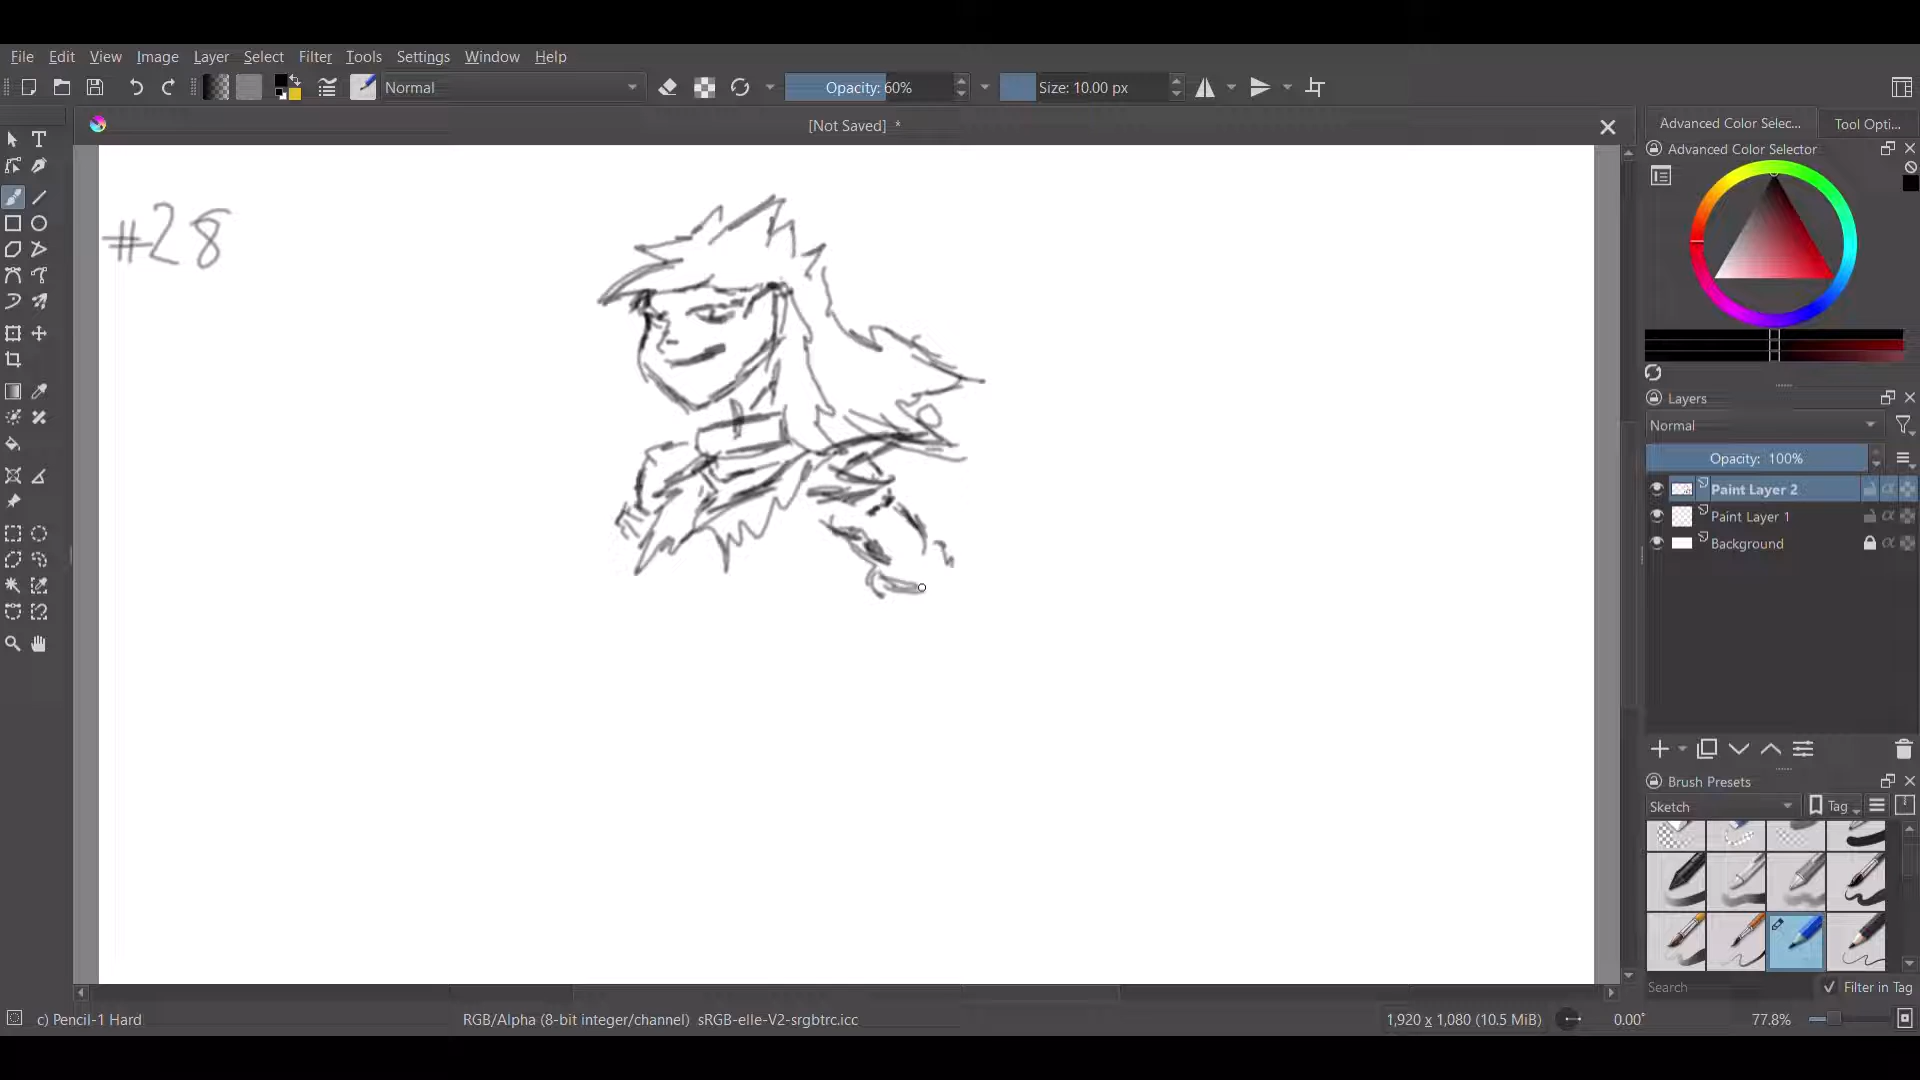 File Edit View Image Layer Select Filter Tools Settings Window Help
Normal Opacity: 60% Size: 10.00 px
[Not Saved] *
Advanced Color Selec... Tool Opti...
Advanced Color Selector
#28
Layers
Normal
Opacity: 100%
Paint Layer 2
Paint Layer 1
Background
Brush Presets
Sketch Tag
Search Filter in Tag
c) Pencil-1 Hard RGB/Alpha (8-bit integer/channel) sRGB-elle-V2-srgbtrc.icc 1,920 x 1,080 (10.5 MiB) 0.00° 77.8%